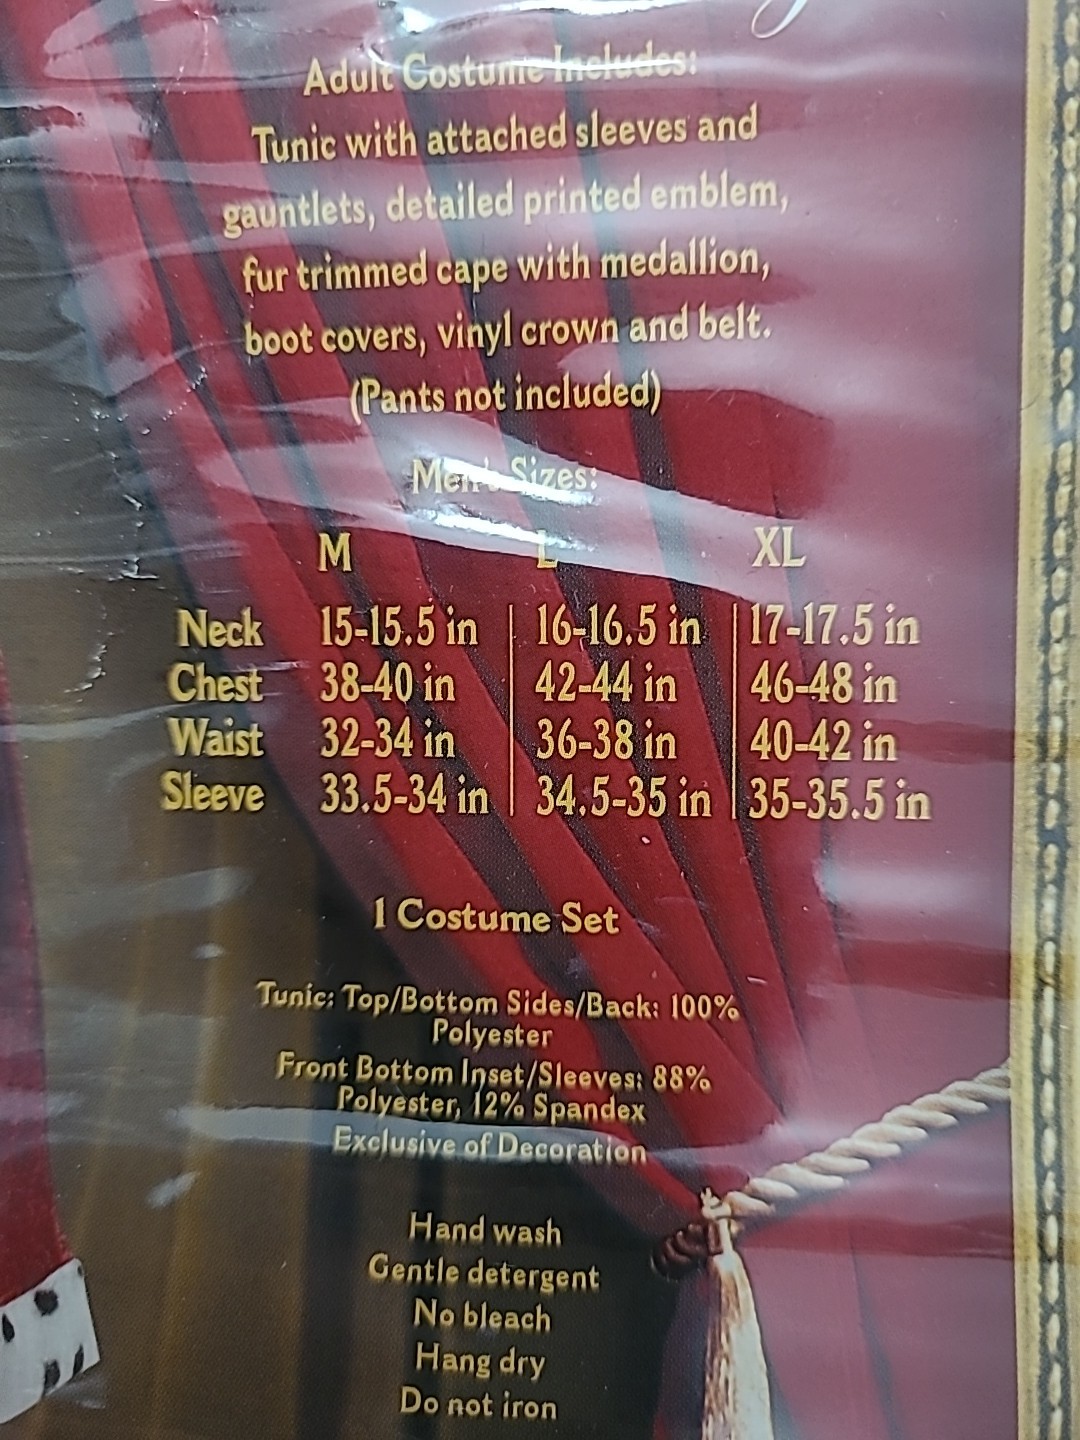 Adult Costume Includes:
Tunic with attached sleeves and
gauntlets, detailed printed emblem,
fur trimmed cape with medallion,
boot covers, vinyl crown and belt.
(Pants not included)
Men's Sizes:
M L XL
Neck 15-15.5 in 16-16.5 in 17-17.5 in
Chest 38-40 in 42-44 in 46-48 in
Waist 32-34 in 36-38 in 40-42 in
Sleeve 33.5-34 in 34.5-35 in 35-35.5 in
1 Costume Set
Tunic: Top/Bottom Sides/Back: 100%
Polyester
Front Bottom Inset/Sleeves: 88%
Polyester, 12% Spandex
Exclusive of Decoration
Hand wash
Gentle detergent
No bleach
Hang dry
Do not iron